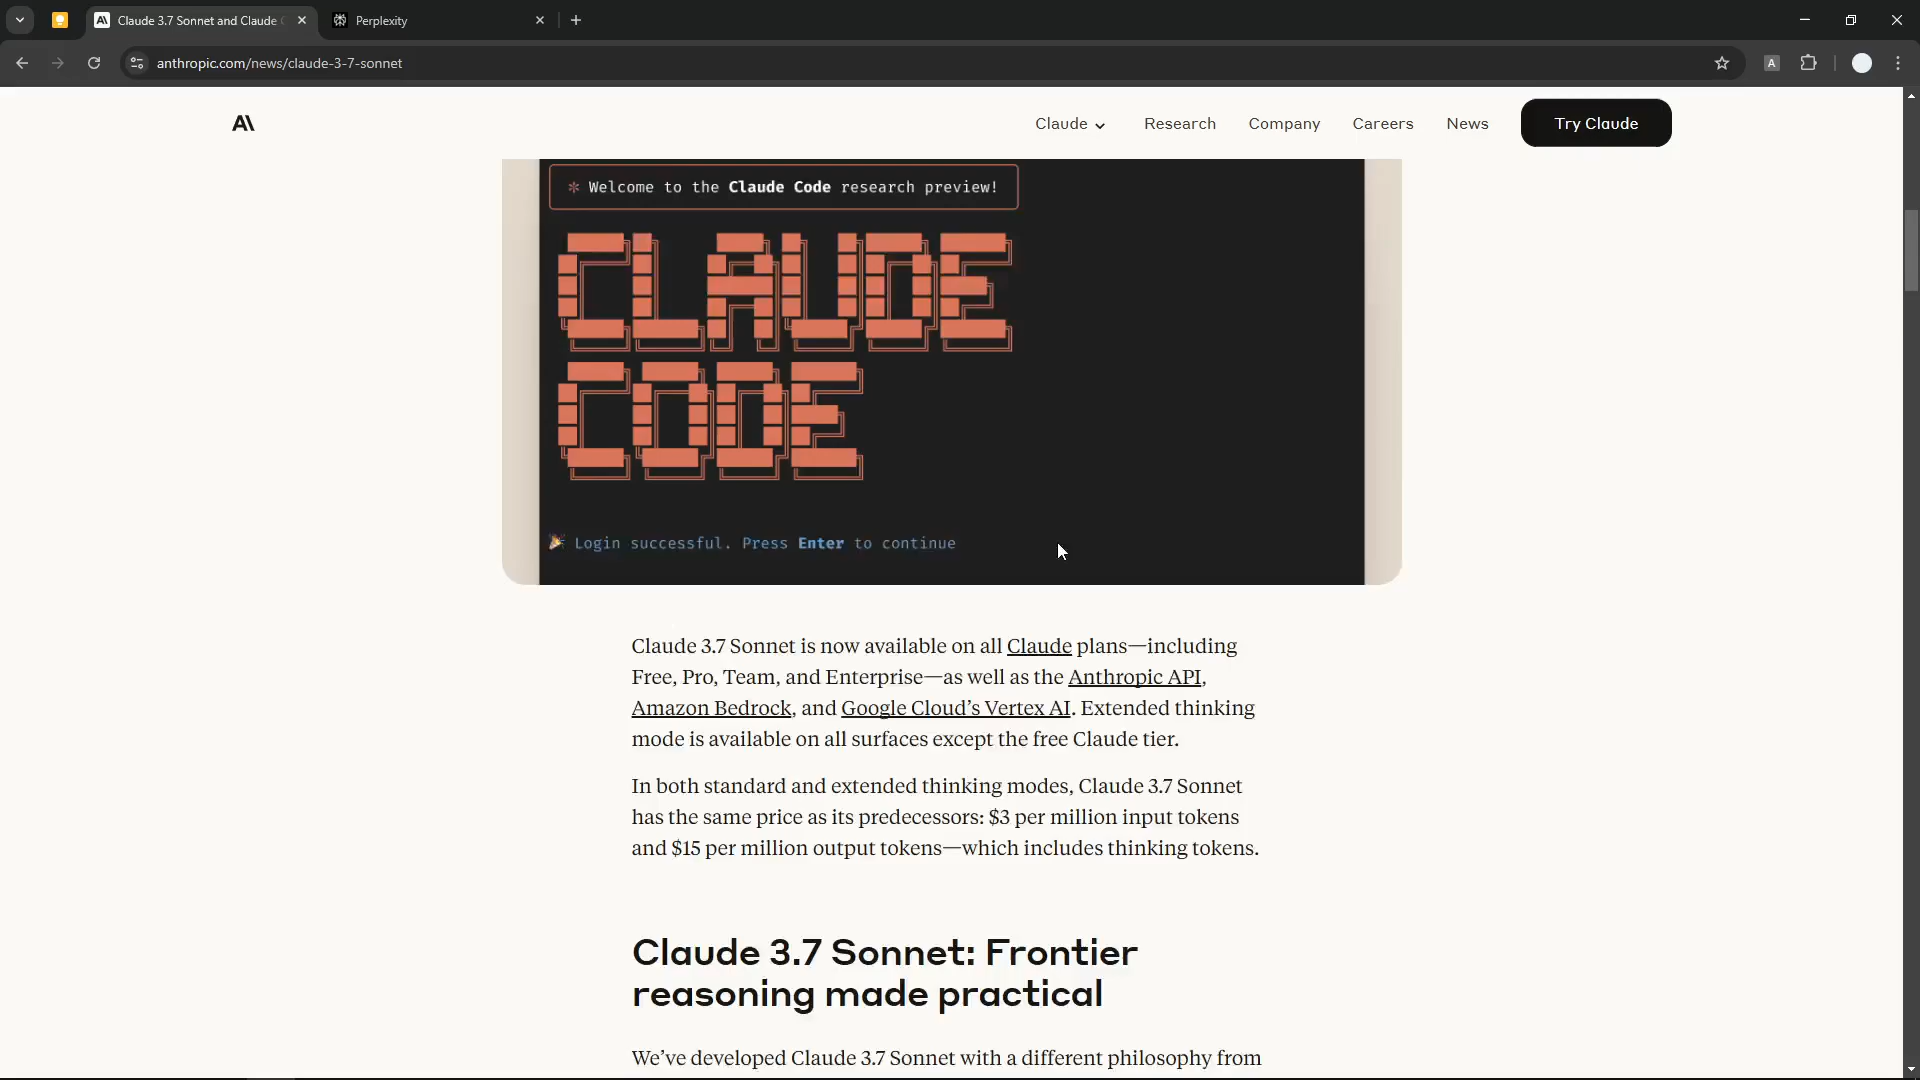 Claude 3.7 Sonnet and Claude C
Perplexity
anthropic.com/news/claude-3-7-sonnet
A
A\
Claude
Research
Company
Careers
News
Try Claude
✻ Welcome to the Claude Code research preview!
CLAUDE
CODE
Login successful. Press Enter to continue
Claude 3.7 Sonnet is now available on all Claude plans—including
Free, Pro, Team, and Enterprise—as well as the Anthropic API,
Amazon Bedrock, and Google Cloud’s Vertex AI. Extended thinking
mode is available on all surfaces except the free Claude tier.
In both standard and extended thinking modes, Claude 3.7 Sonnet
has the same price as its predecessors: $3 per million input tokens
and $15 per million output tokens—which includes thinking tokens.
Claude 3.7 Sonnet: Frontier
reasoning made practical
We’ve developed Claude 3.7 Sonnet with a different philosophy from